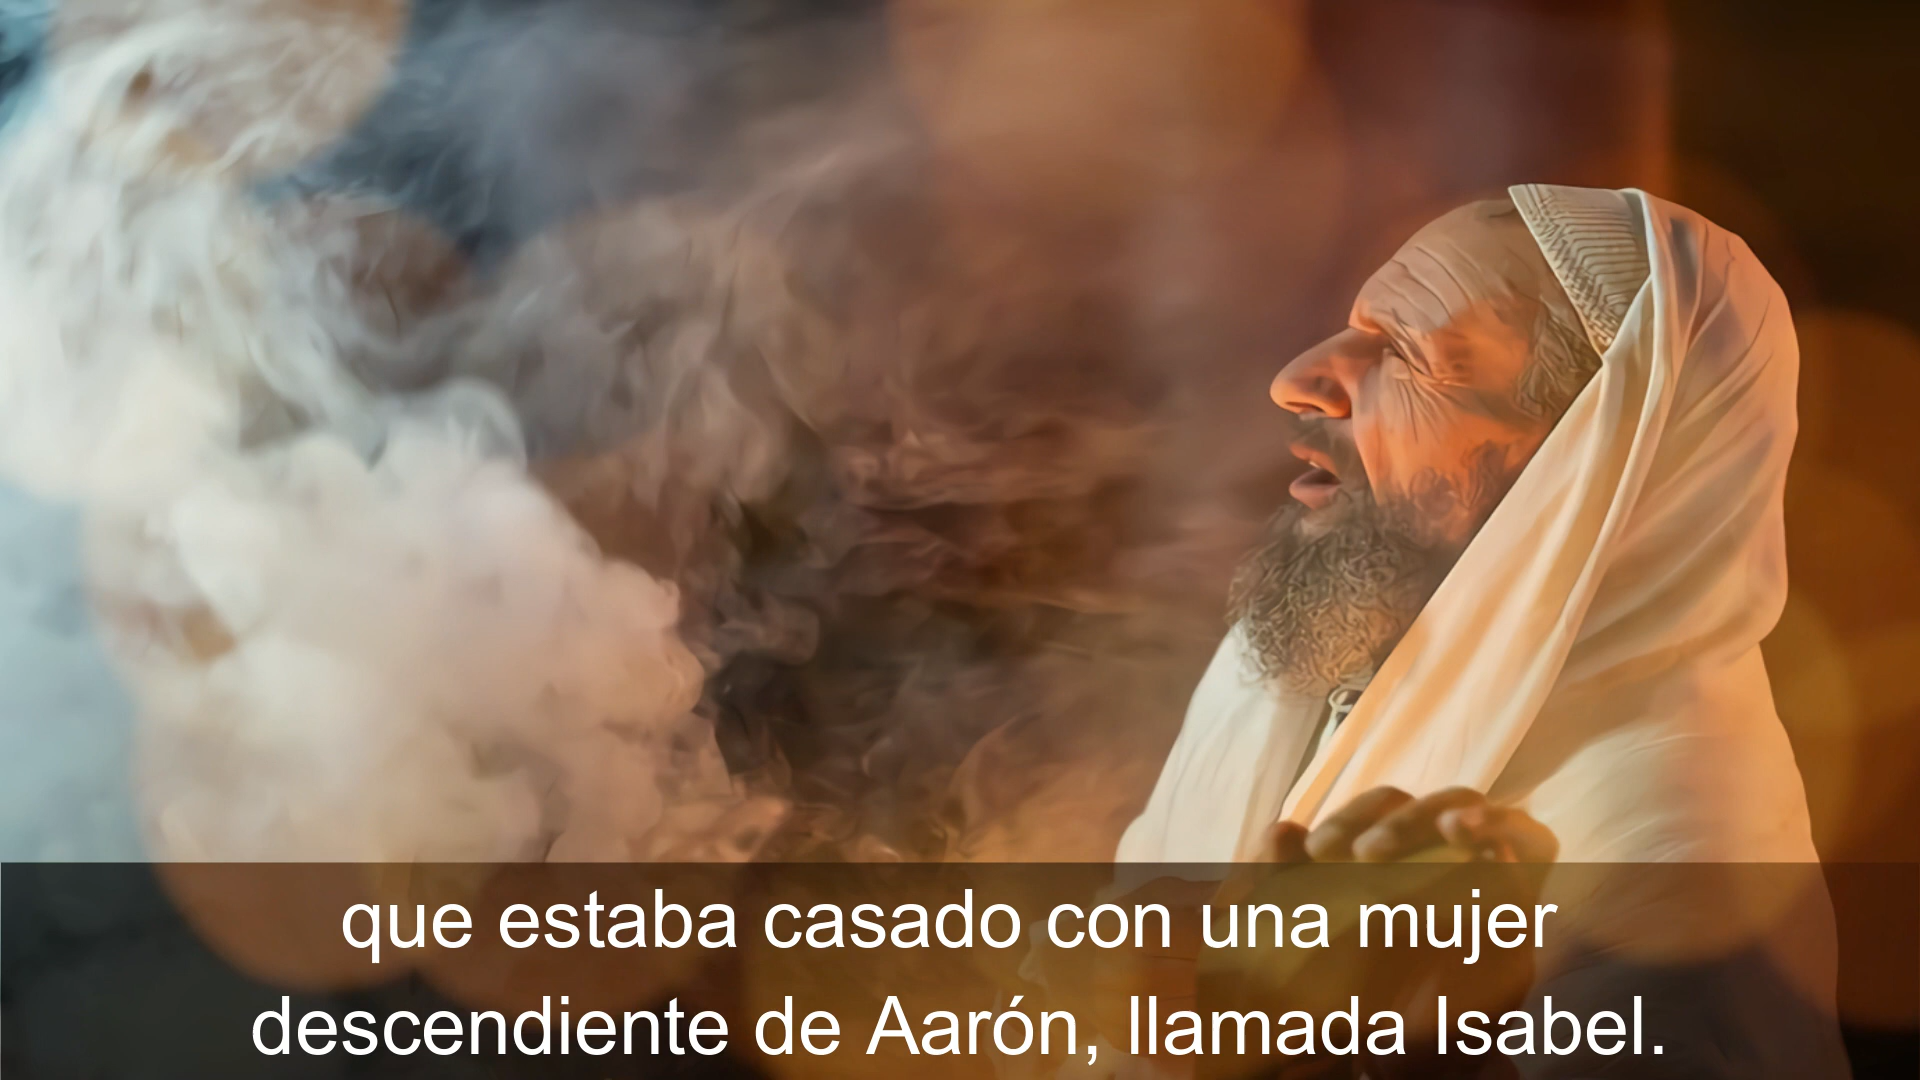 que estaba casado con una mujer
descendiente de Aarón, llamada Isabel.